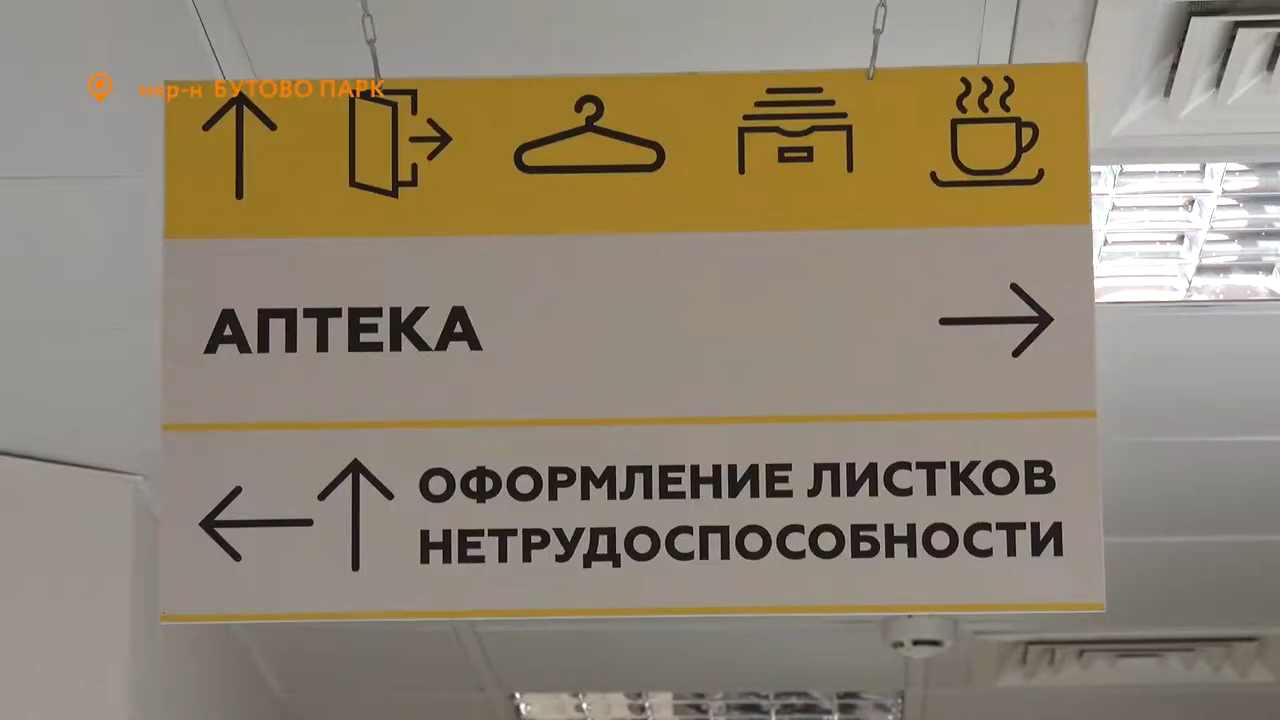 мкр-н БУТОВО ПАРК
АПТЕКА
ОФОРМЛЕНИЕ ЛИСТКОВ
НЕТРУДОСПОСОБНОСТИ